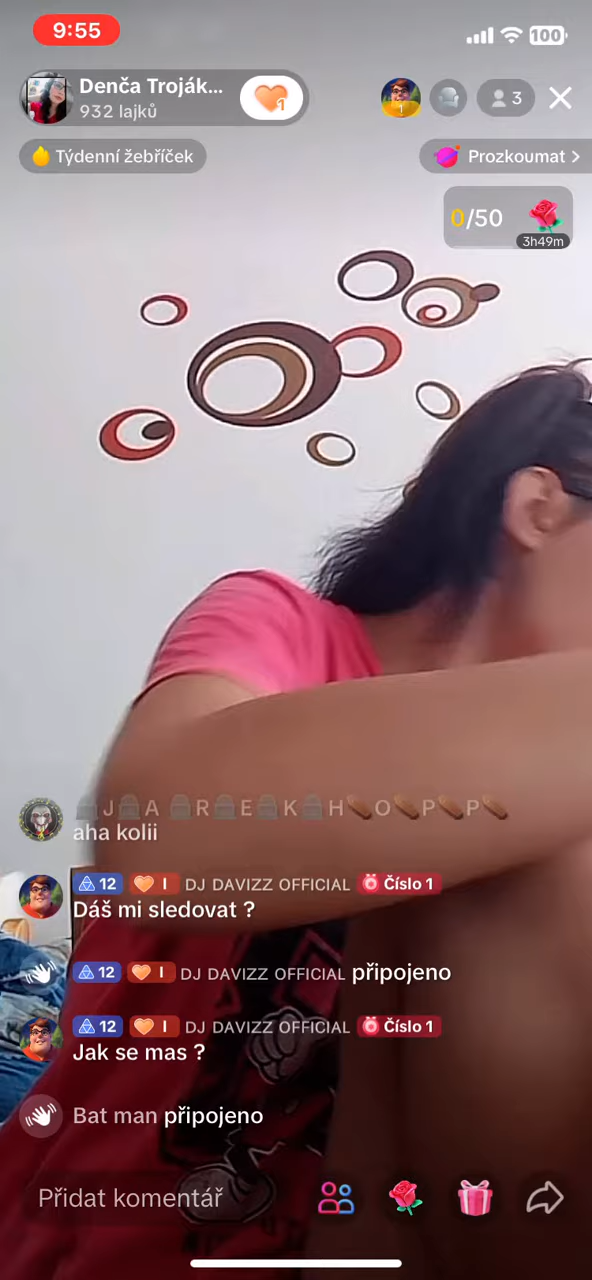 9:55
100
Denča Troják...
932 lajků
1
1
3
Týdenní žebříček
Prozkoumat >
0/50
3h49m
J A R E K H O P P
aha kolii
12 I DJ DAVIZZ OFFICIAL Číslo 1
Dáš mi sledovat ?
12 I DJ DAVIZZ OFFICIAL připojeno
12 I DJ DAVIZZ OFFICIAL Číslo 1
Jak se mas ?
Bat man připojeno
Přidat komentář